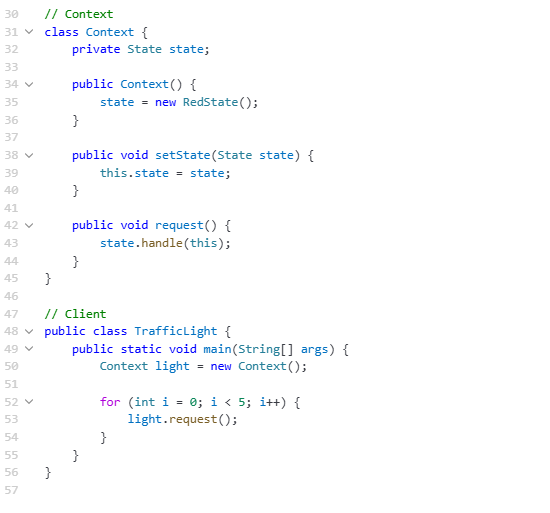 30 // Context
31 class Context {
32     private State state;
33
34     public Context() {
35         state = new RedState();
36     }
37
38     public void setState(State state) {
39         this.state = state;
40     }
41
42     public void request() {
43         state.handle(this);
44     }
45 }
46
47 // Client
48 public class TrafficLight {
49     public static void main(String[] args) {
50         Context light = new Context();
51
52         for (int i = 0; i < 5; i++) {
53             light.request();
54         }
55     }
56 }
57